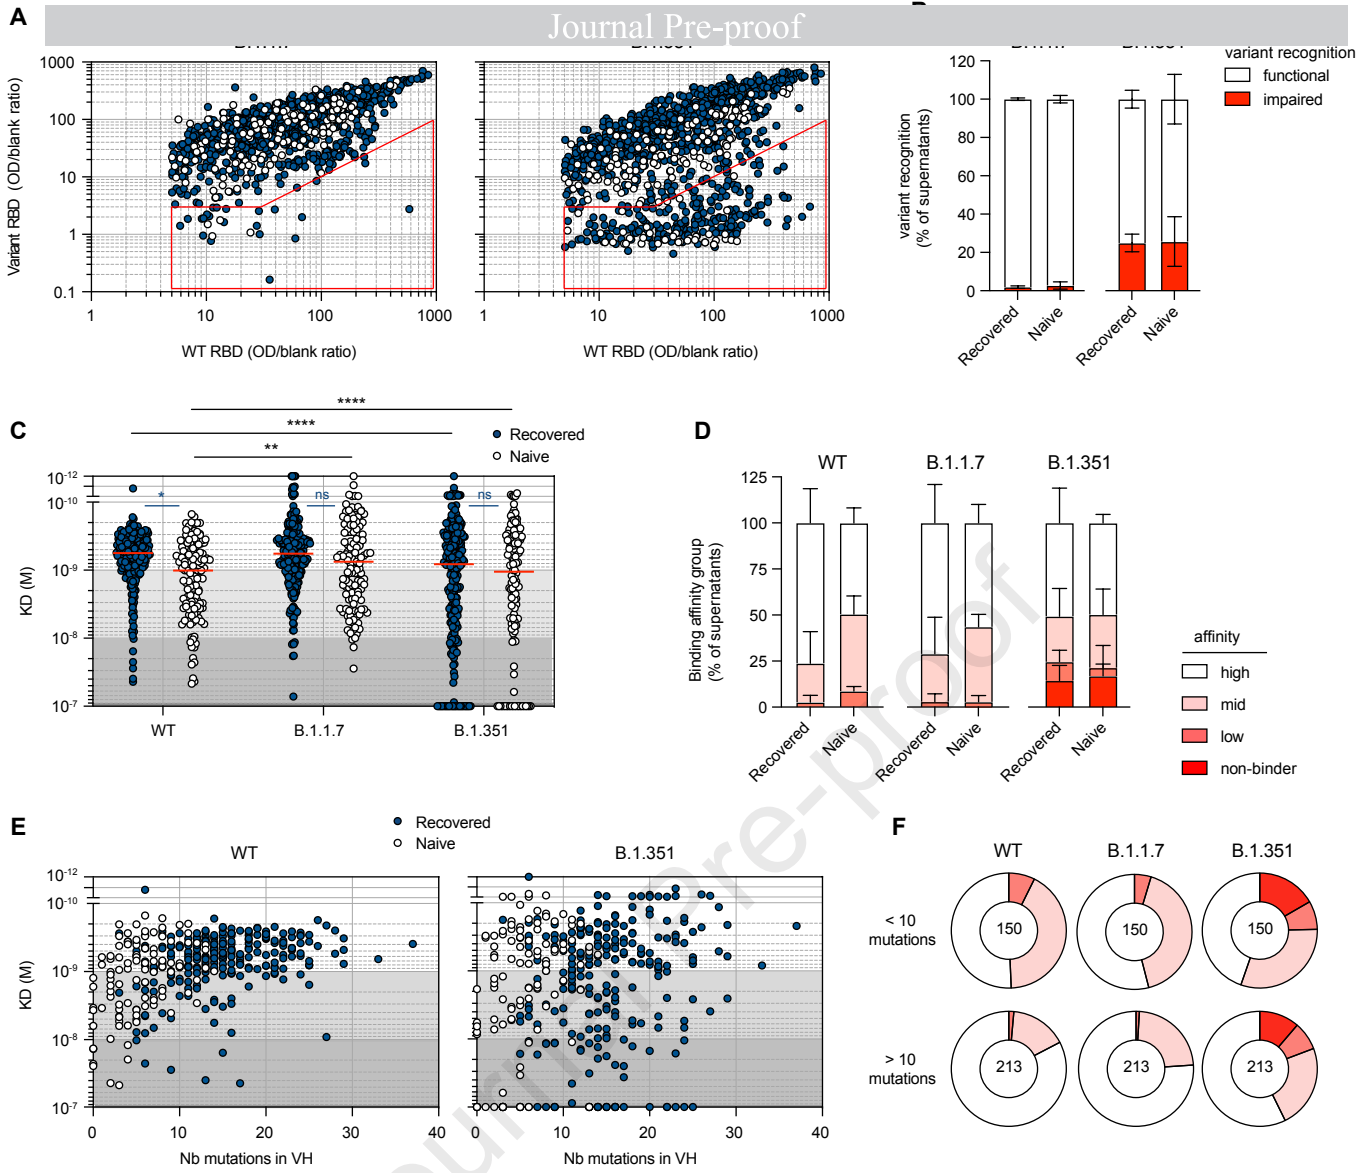 Journal Pre-proof
A
variant recognition
functional
impaired
Variant RBD (OD/blank ratio)
1000
100
10
1
0.1
1
10
100
1000
WT RBD (OD/blank ratio)
1
10
100
1000
WT RBD (OD/blank ratio)
variant recognition
(% of supernatants)
120
100
80
60
40
20
0
Recovered
Naive
Recovered
Naive
C
****
****
**
Recovered
Naive
*
ns
ns
KD (M)
10-12
10-10
10-9
10-8
10-7
WT
B.1.1.7
B.1.351
D
WT
B.1.1.7
B.1.351
Binding affinity group
(% of supernatants)
125
100
75
50
25
0
Recovered
Naive
Recovered
Naive
Recovered
Naive
affinity
high
mid
low
non-binder
E
Recovered
Naive
WT
B.1.351
KD (M)
10-12
10-10
10-9
10-8
10-7
0
10
20
30
40
Nb mutations in VH
0
10
20
30
40
Nb mutations in VH
F
WT
B.1.1.7
B.1.351
< 10
mutations
150
150
150
> 10
mutations
213
213
213
Journal Pre-proof